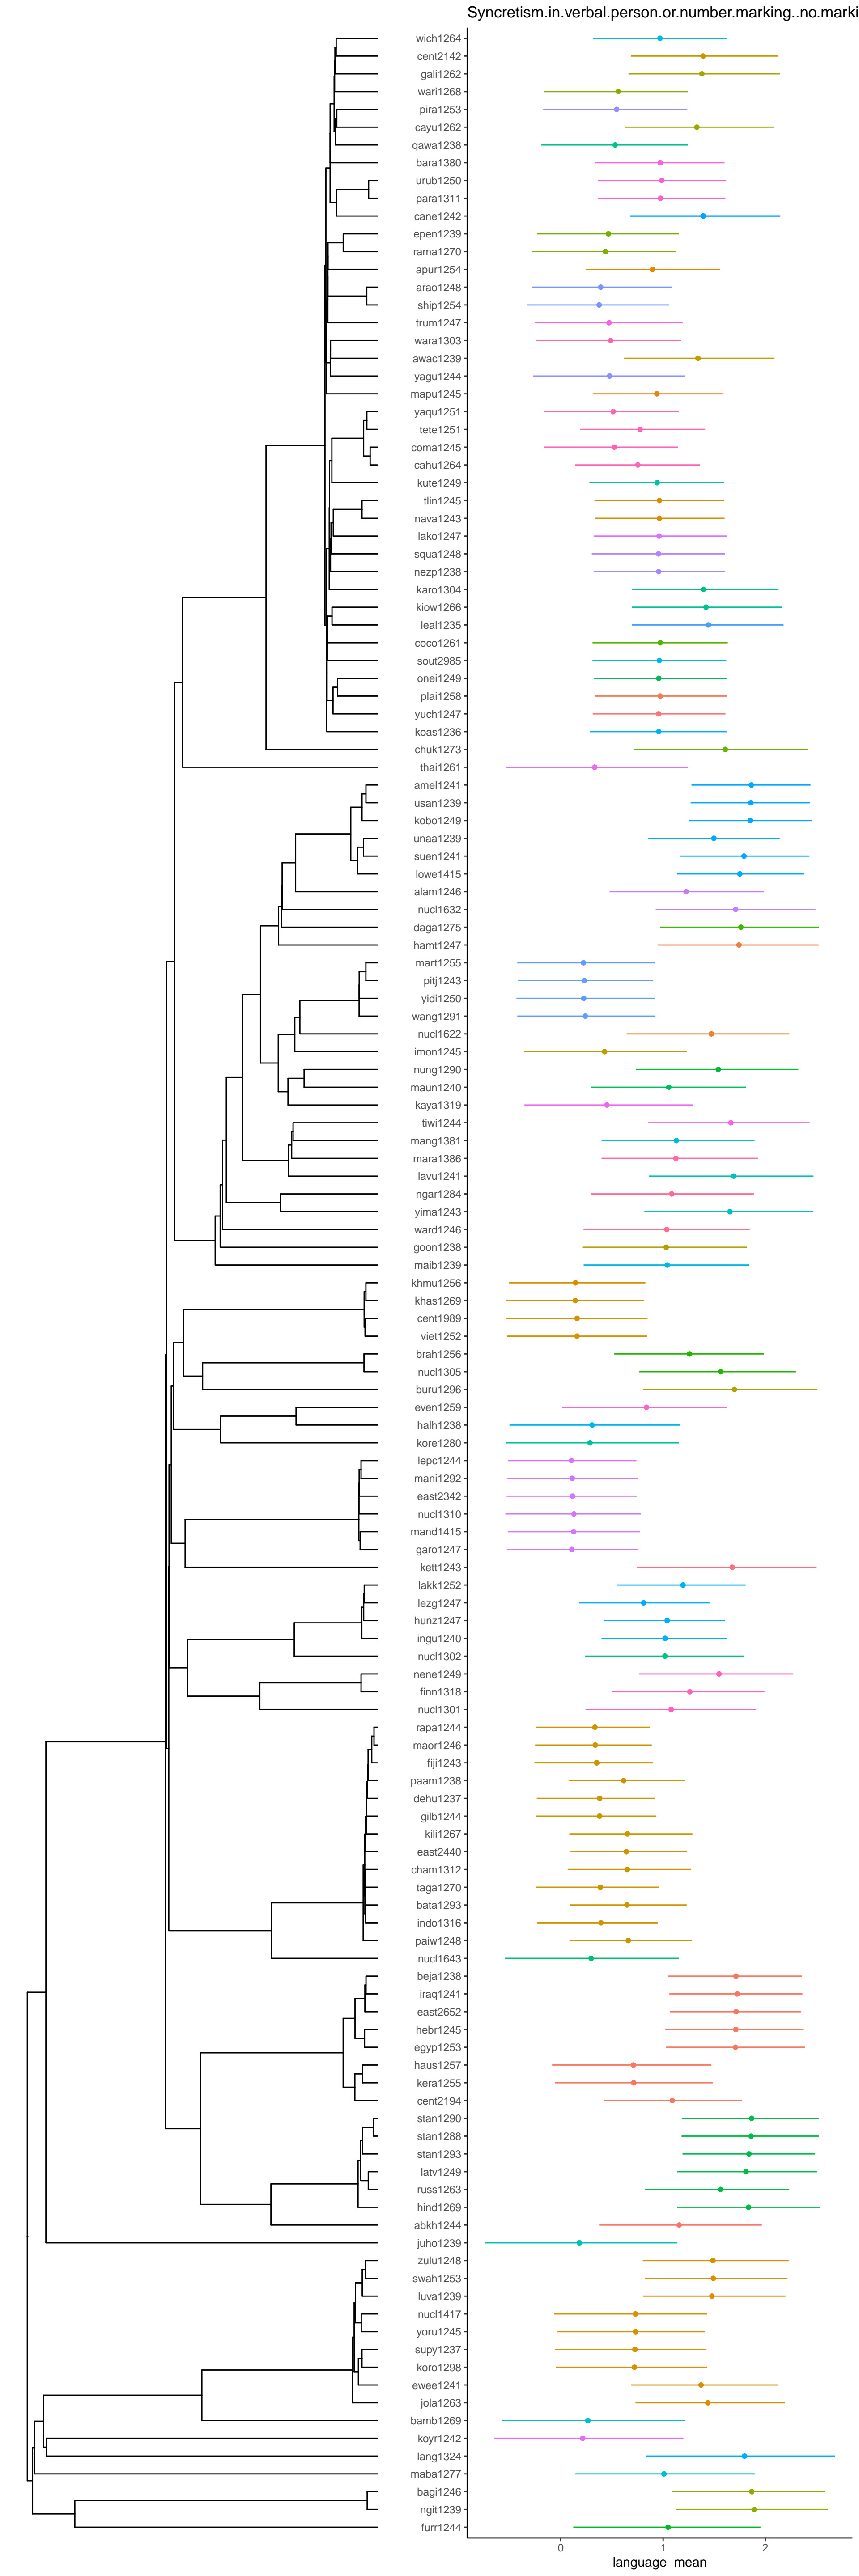 Syncretism.in.verbal.person.or.number.marking..no.marki
wich1264
cent2142
gali1262
wari1268
pira1253
cayu1262
qawa1238
bara1380
urub1250
para1311
cane1242
epen1239
rama1270
apur1254
arao1248
ship1254
trum1247
wara1303
awac1239
yagu1244
mapu1245
yaqu1251
tete1251
coma1245
cahu1264
kute1249
tlin1245
nava1243
lako1247
squa1248
nezp1238
karo1304
kiow1266
leal1235
coco1261
sout2985
onei1249
plai1258
yuch1247
koas1236
chuk1273
thai1261
amel1241
usan1239
kobo1249
unaa1239
suen1241
lowe1415
alam1246
nucl1632
daga1275
hamt1247
mart1255
pitj1243
yidi1250
wang1291
nucl1622
imon1245
nung1290
maun1240
kaya1319
tiwi1244
mang1381
mara1386
lavu1241
ngar1284
yima1243
ward1246
goon1238
maib1239
khmu1256
khas1269
cent1989
viet1252
brah1256
nucl1305
buru1296
even1259
halh1238
kore1280
lepc1244
mani1292
east2342
nucl1310
mand1415
garo1247
kett1243
lakk1252
lezg1247
hunz1247
ingu1240
nucl1302
nene1249
finn1318
nucl1301
rapa1244
maor1246
fiji1243
paam1238
dehu1237
gilb1244
kili1267
east2440
cham1312
taga1270
bata1293
indo1316
paiw1248
nucl1643
beja1238
iraq1241
east2652
hebr1245
egyp1253
haus1257
kera1255
cent2194
stan1290
stan1288
stan1293
latv1249
russ1263
hind1269
abkh1244
juho1239
zulu1248
swah1253
luva1239
nucl1417
yoru1245
supy1237
koro1298
ewee1241
jola1263
bamb1269
koyr1242
lang1324
maba1277
bagi1246
ngit1239
furr1244
0 1 2
language_mean